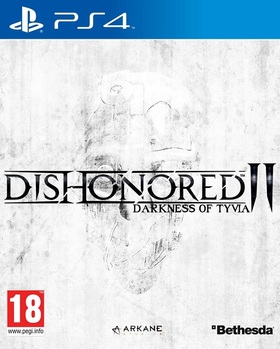 PS4
DISHONORED II
DARKNESS OF TYVIA
18
www.pegi.info
ARKANE
Bethesda